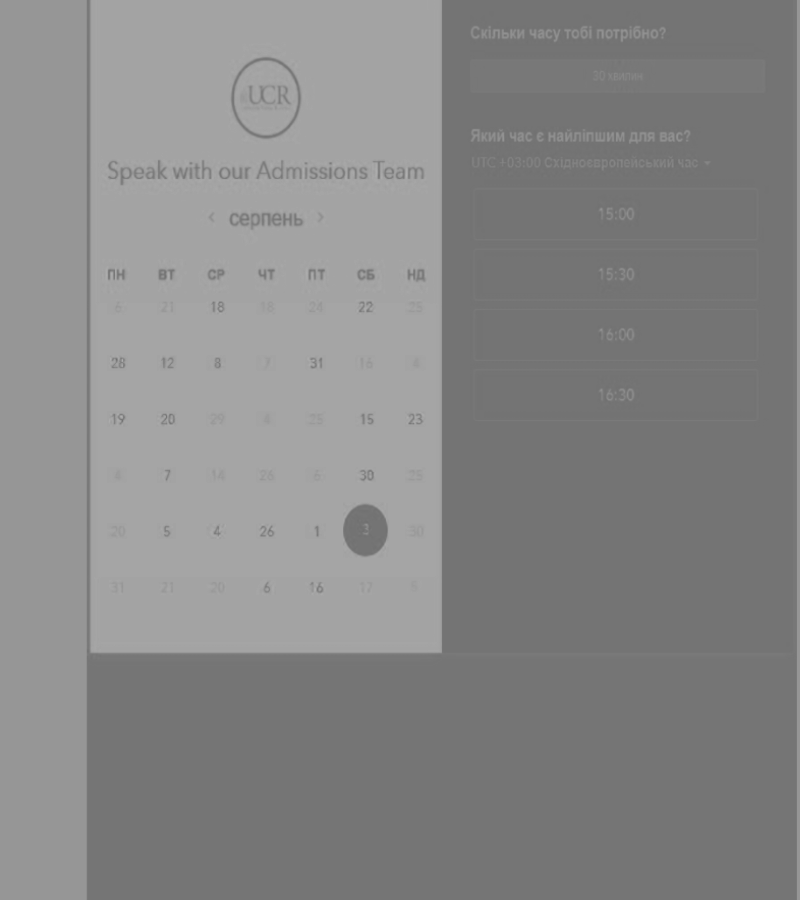 UCR
Speak with our Admissions Team
‹ серпень ›
ПН ВТ СР ЧТ ПТ СБ НД
6 21 18 18 24 22
28 12 8 7 31 16
19 20 29 4 25 15 23
4 7 14 26 6 30 25
20 5 4 26 1 3 30
31 21 20 6 16 17
Скільки часу тобі потрібно?
30 хвилин
Який час є найліпшим для вас?
UTC +03:00 Східноєвропейський час
15:00
15:30
16:00
16:30